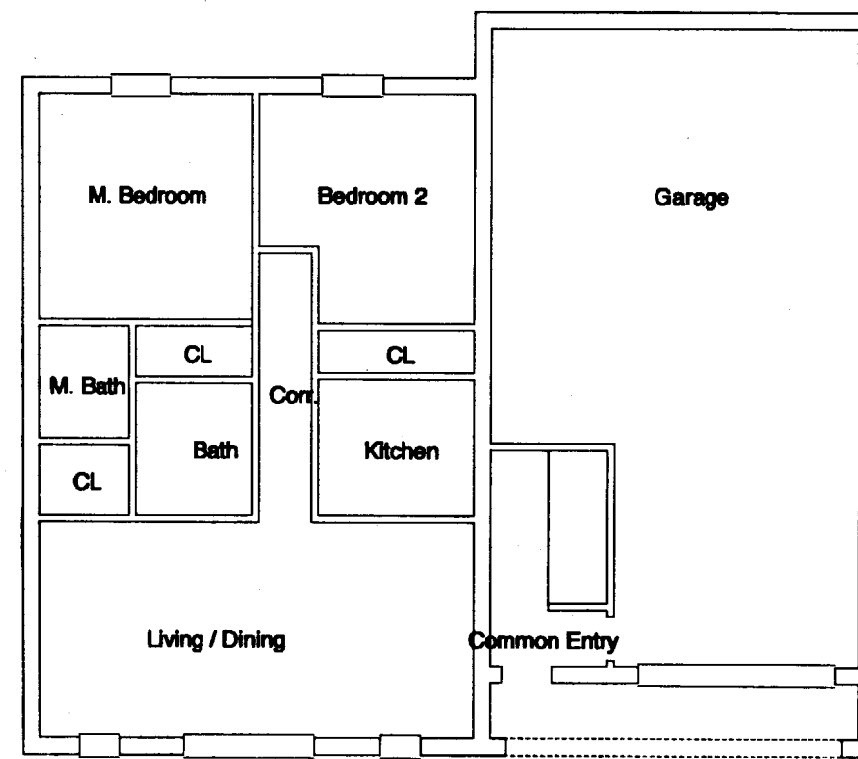 M. Bedroom
Bedroom 2
Garage
CL
CL
M. Bath
Corr.
Bath
Kitchen
CL
Living / Dining
Common Entry